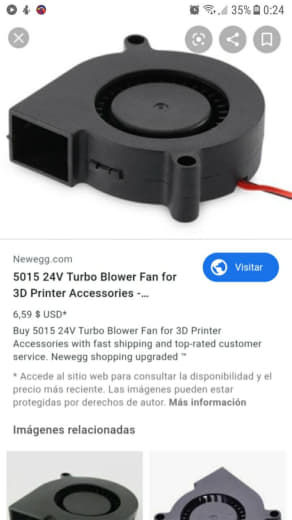 35% 0:24
Newegg.com
5015 24V Turbo Blower Fan for
3D Printer Accessories -...
Visitar
6,59 $ USD*
Buy 5015 24V Turbo Blower Fan for 3D Printer
Accessories with fast shipping and top-rated customer
service. Newegg shopping upgraded ™
* Accede al sitio web para consultar la disponibilidad y el
precio más reciente. Las imágenes pueden estar
protegidas por derechos de autor. Más información
Imágenes relacionadas